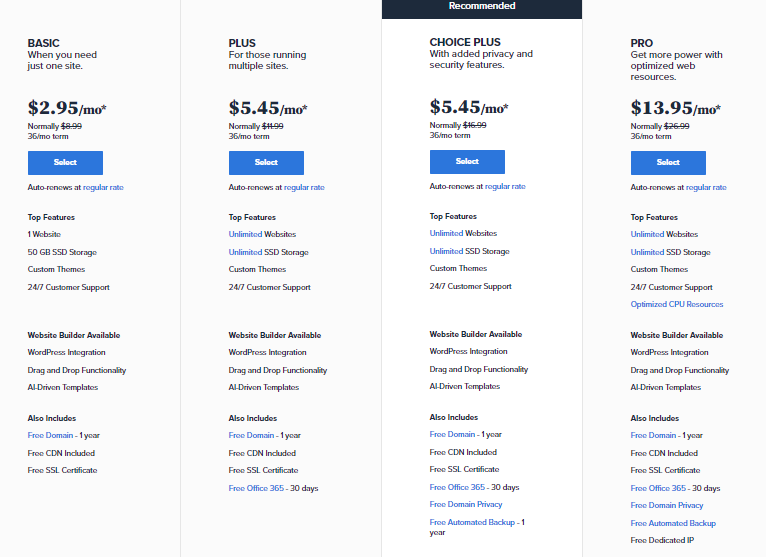 Recommended
BASIC
When you need
just one site.
$2.95/mo*
Normally $8.99
36/mo term
Select
Auto-renews at regular rate
Top Features
1 Website
50 GB SSD Storage
Custom Themes
24/7 Customer Support
Website Builder Available
WordPress Integration
Drag and Drop Functionality
AI-Driven Templates
Also Includes
Free Domain - 1 year
Free CDN Included
Free SSL Certificate
PLUS
For those running
multiple sites.
$5.45/mo*
Normally $11.99
36/mo term
Select
Auto-renews at regular rate
Top Features
Unlimited Websites
Unlimited SSD Storage
Custom Themes
24/7 Customer Support
Website Builder Available
WordPress Integration
Drag and Drop Functionality
AI-Driven Templates
Also Includes
Free Domain - 1 year
Free CDN Included
Free SSL Certificate
Free Office 365 - 30 days
CHOICE PLUS
With added privacy and
security features.
$5.45/mo*
Normally $16.99
36/mo term
Select
Auto-renews at regular rate
Top Features
Unlimited Websites
Unlimited SSD Storage
Custom Themes
24/7 Customer Support
Website Builder Available
WordPress Integration
Drag and Drop Functionality
AI-Driven Templates
Also Includes
Free Domain - 1 year
Free CDN Included
Free SSL Certificate
Free Office 365 - 30 days
Free Domain Privacy
Free Automated Backup - 1
year
PRO
Get more power with
optimized web
resources.
$13.95/mo*
Normally $26.99
36/mo term
Select
Auto-renews at regular rate
Top Features
Unlimited Websites
Unlimited SSD Storage
Custom Themes
24/7 Customer Support
Optimized CPU Resources
Website Builder Available
WordPress Integration
Drag and Drop Functionality
AI-Driven Templates
Also Includes
Free Domain - 1 year
Free CDN Included
Free SSL Certificate
Free Office 365 - 30 days
Free Domain Privacy
Free Automated Backup
Free Dedicated IP